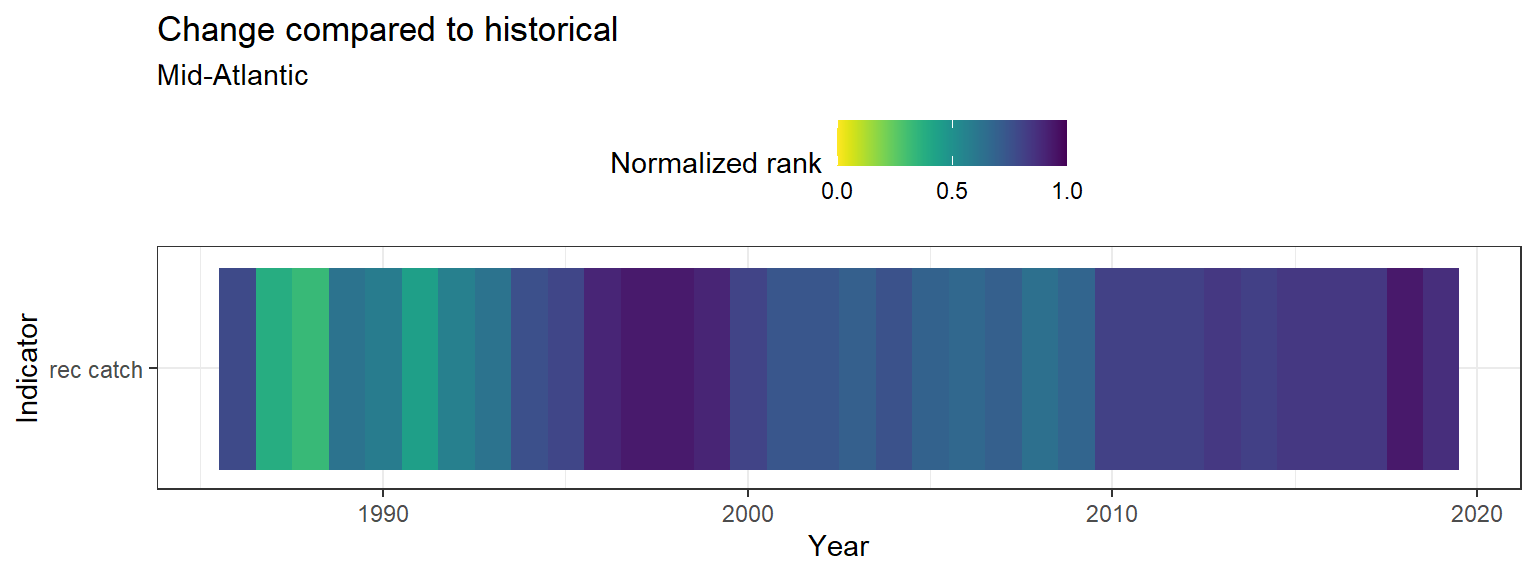 Change compared to historical
Mid-Atlantic
Normalized rank
0.0 0.5 1.0
Indicator
rec catch
1990 2000 2010 2020
Year